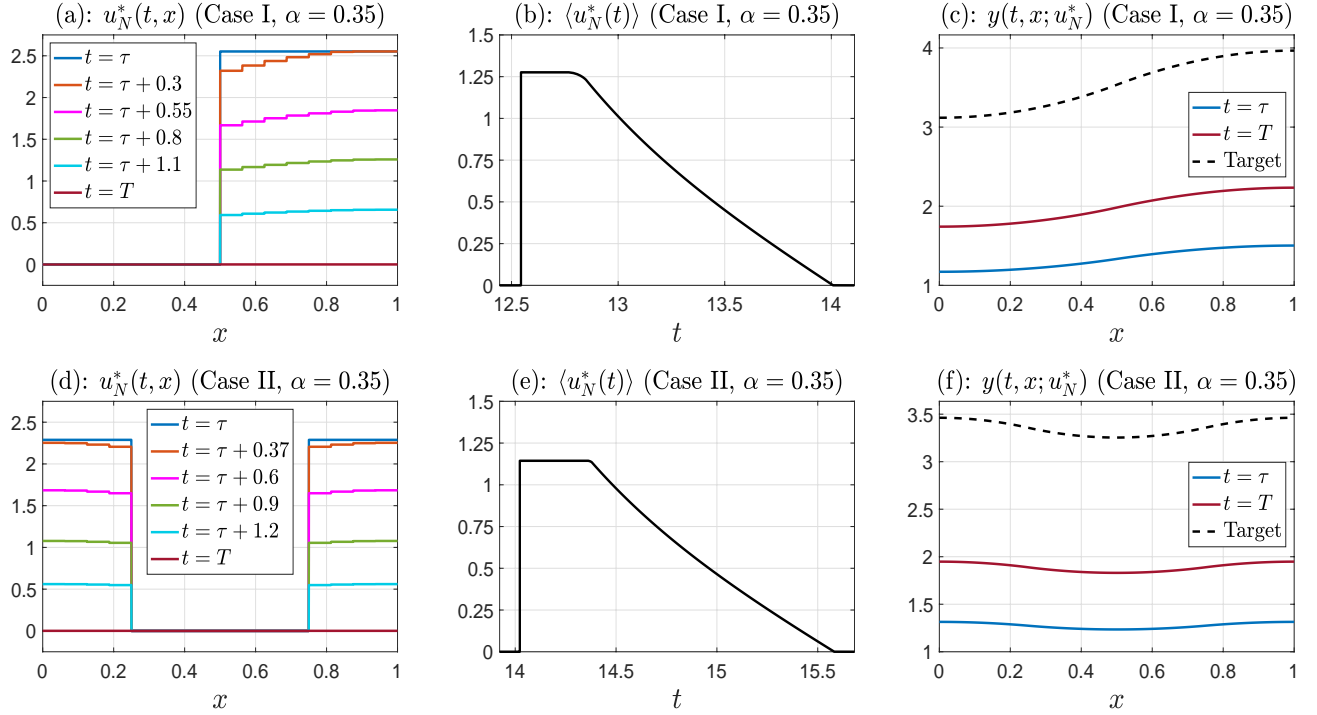 (a): u*_N(t, x) (Case I, α = 0.35)
2.5
2
1.5
1
0.5
0
t = τ
t = τ + 0.3
t = τ + 0.55
t = τ + 0.8
t = τ + 1.1
t = T
0 0.2 0.4 0.6 0.8 1
x
(b): ⟨u*_N(t)⟩ (Case I, α = 0.35)
1.5
1.25
1
0.75
0.5
0.25
0
12.5 13 13.5 14
t
(c): y(t, x; u*_N) (Case I, α = 0.35)
4
3
2
1
t = τ
t = T
Target
0 0.2 0.4 0.6 0.8 1
x
(d): u*_N(t, x) (Case II, α = 0.35)
2.5
2
1.5
1
0.5
0
t = τ
t = τ + 0.37
t = τ + 0.6
t = τ + 0.9
t = τ + 1.2
t = T
0 0.2 0.4 0.6 0.8 1
x
(e): ⟨u*_N(t)⟩ (Case II, α = 0.35)
1.5
1.25
1
0.75
0.5
0.25
0
14 14.5 15 15.5
t
(f): y(t, x; u*_N) (Case II, α = 0.35)
3.5
3
2.5
2
1.5
1
t = τ
t = T
Target
0 0.2 0.4 0.6 0.8 1
x